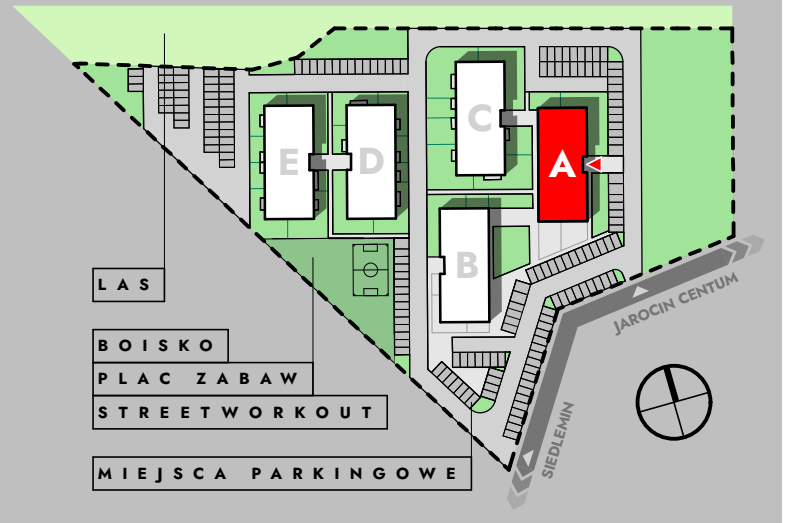 C
A
E
D
B
LAS
BOISKO
PLAC ZABAW
STREETWORKOUT
MIEJSCA PARKINGOWE
JAROCIN CENTUM
SIEDLEMIN